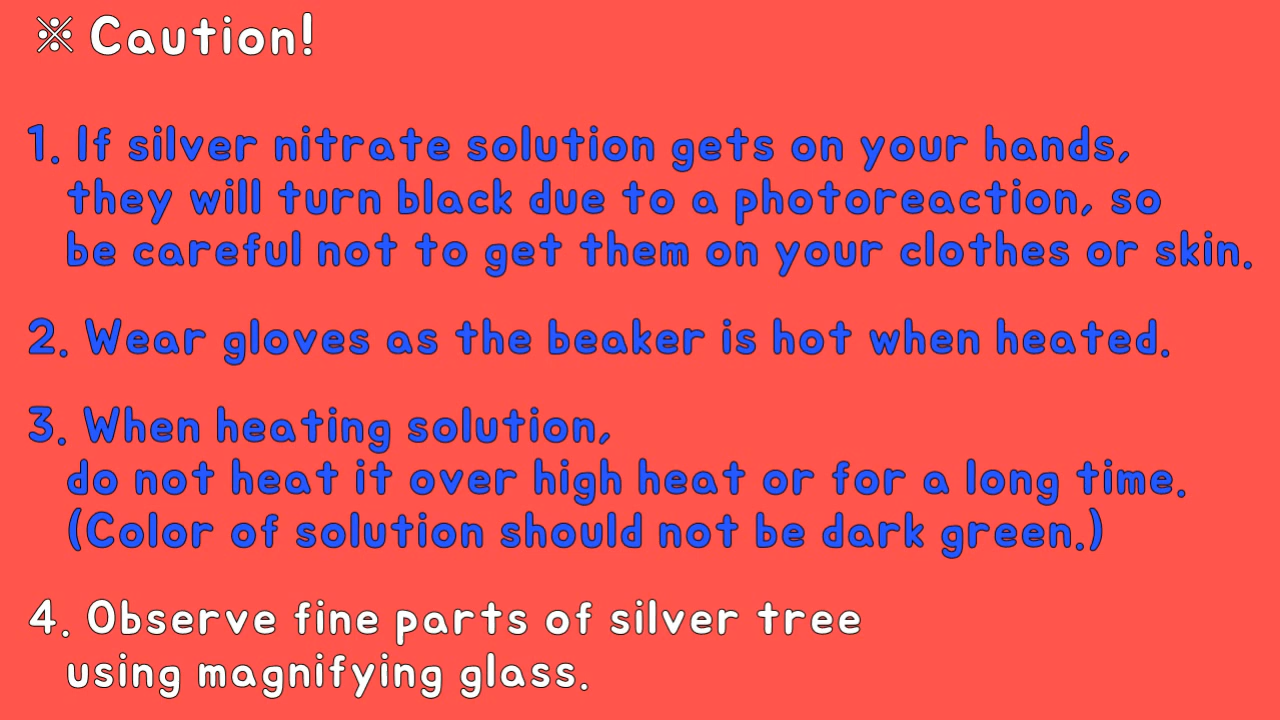 ※ Caution!
1. If silver nitrate solution gets on your hands,
they will turn black due to a photoreaction, so
be careful not to get them on your clothes or skin.
2. Wear gloves as the beaker is hot when heated.
3. When heating solution,
do not heat it over high heat or for a long time.
(Color of solution should not be dark green.)
4. Observe fine parts of silver tree
using magnifying glass.